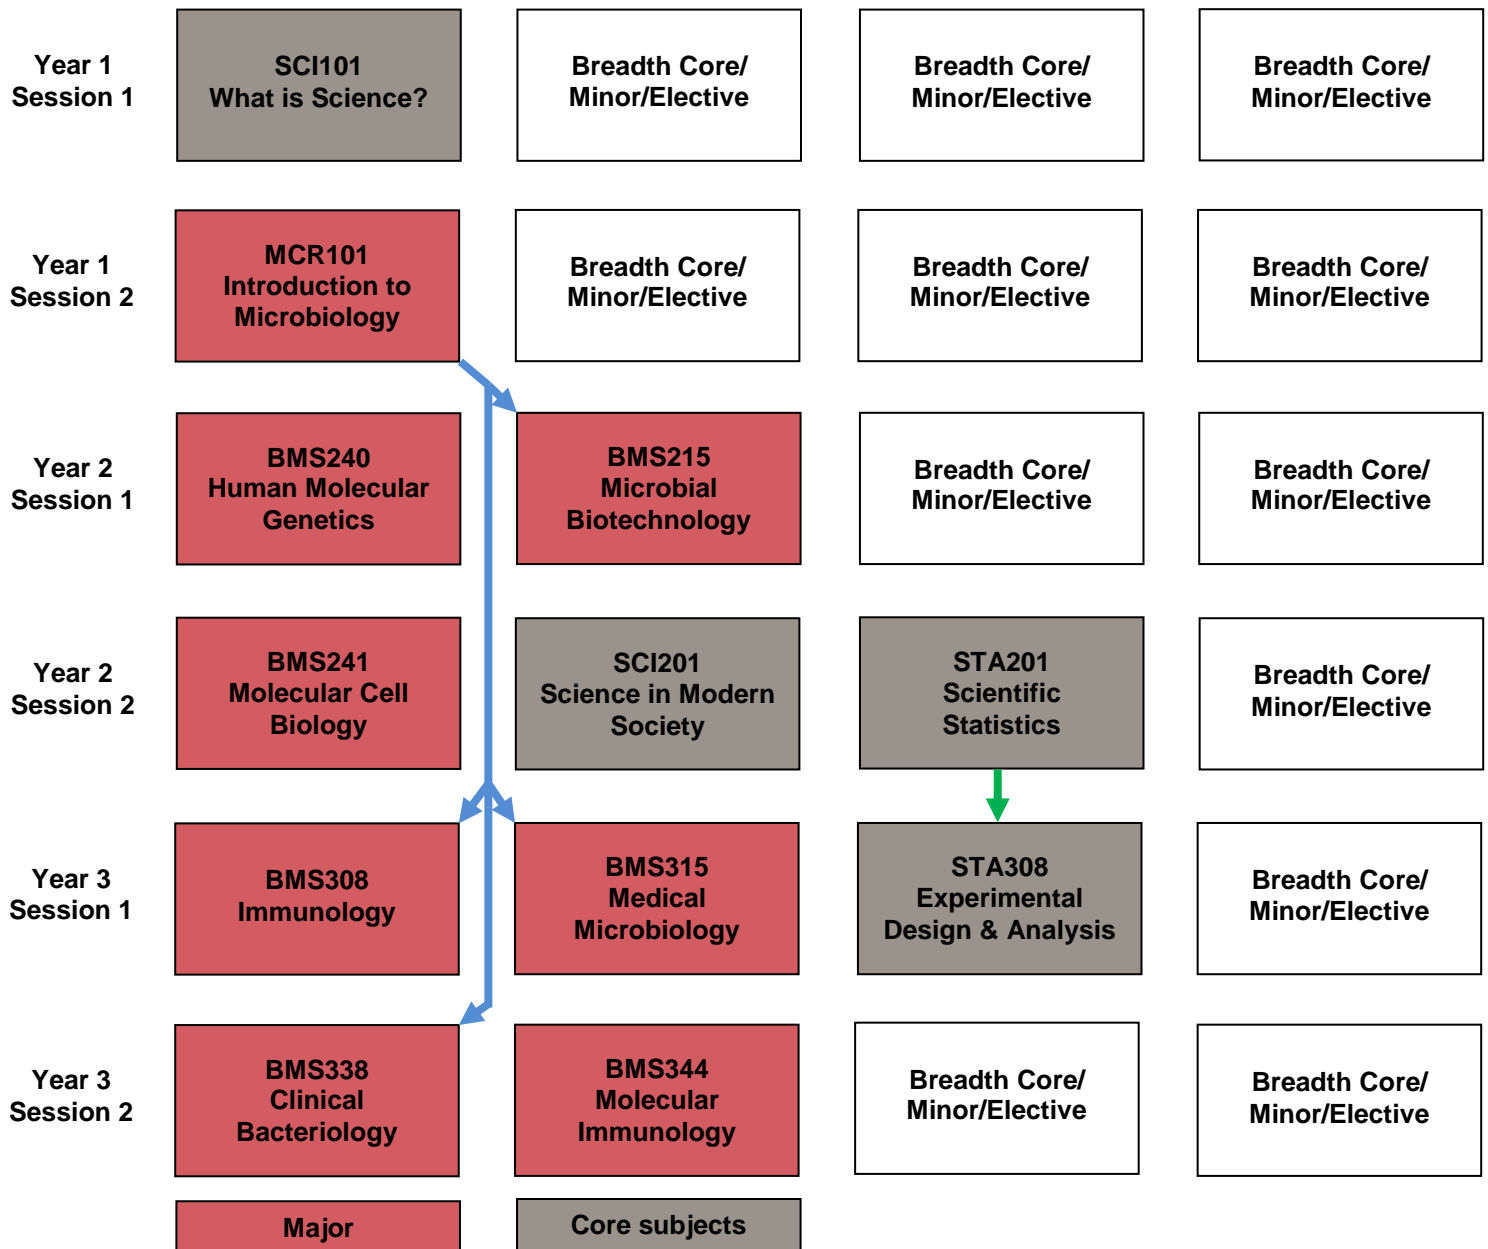 Year 1
Session 1
SCI101
What is Science?
Breadth Core/
Minor/Elective
Breadth Core/
Minor/Elective
Breadth Core/
Minor/Elective
Year 1
Session 2
MCR101
Introduction to
Microbiology
Breadth Core/
Minor/Elective
Breadth Core/
Minor/Elective
Breadth Core/
Minor/Elective
Year 2
Session 1
BMS240
Human Molecular
Genetics
BMS215
Microbial
Biotechnology
Breadth Core/
Minor/Elective
Breadth Core/
Minor/Elective
Year 2
Session 2
BMS241
Molecular Cell
Biology
SCI201
Science in Modern
Society
STA201
Scientific
Statistics
Breadth Core/
Minor/Elective
Year 3
Session 1
BMS308
Immunology
BMS315
Medical
Microbiology
STA308
Experimental
Design & Analysis
Breadth Core/
Minor/Elective
Year 3
Session 2
BMS338
Clinical
Bacteriology
BMS344
Molecular
Immunology
Breadth Core/
Minor/Elective
Breadth Core/
Minor/Elective
Major
Core subjects